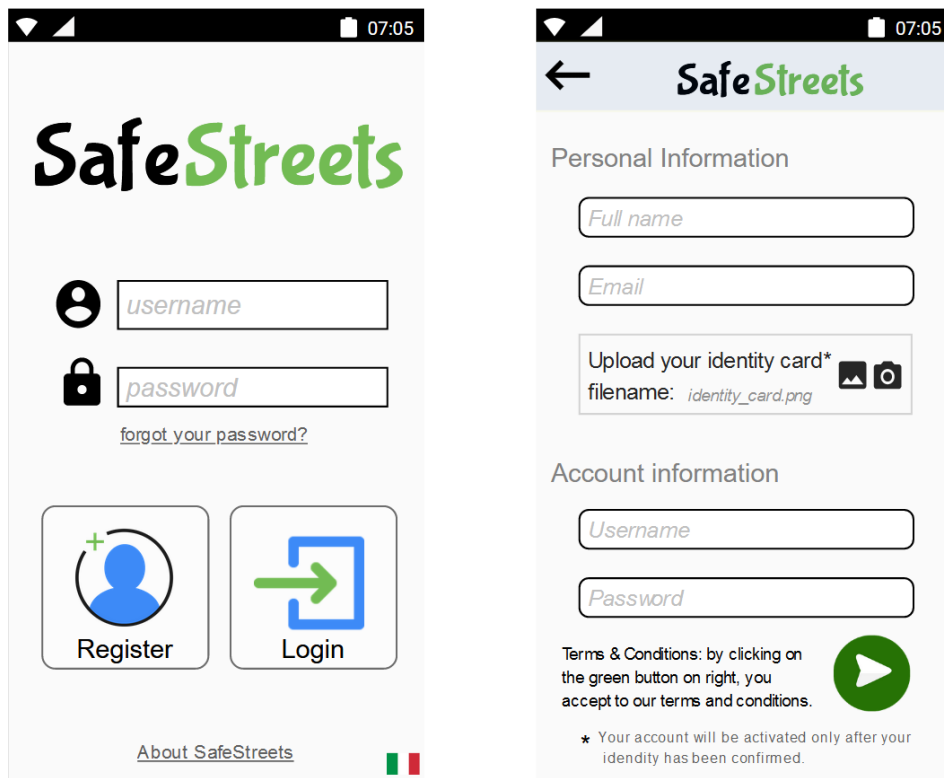 07:05
SafeStreets
username
password
forgot your password?
Register
Login
About SafeStreets
07:05
SafeStreets
Personal Information
Full name
Email
Upload your identity card*
filename: identity_card.png
Account information
Username
Password
Terms & Conditions: by clicking on
the green button on right, you
accept to our terms and conditions.
* Your account will be activated only after your
idendity has been confirmed.